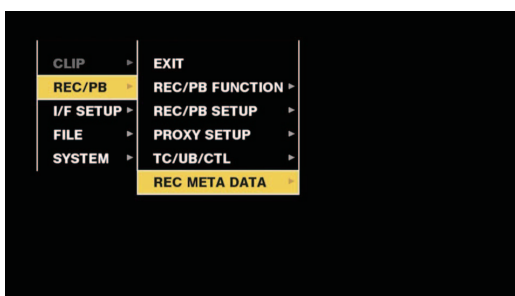 CLIP
REC/PB
I/F SETUP
FILE
SYSTEM
EXIT
REC/PB FUNCTION
REC/PB SETUP
PROXY SETUP
TC/UB/CTL
REC META DATA